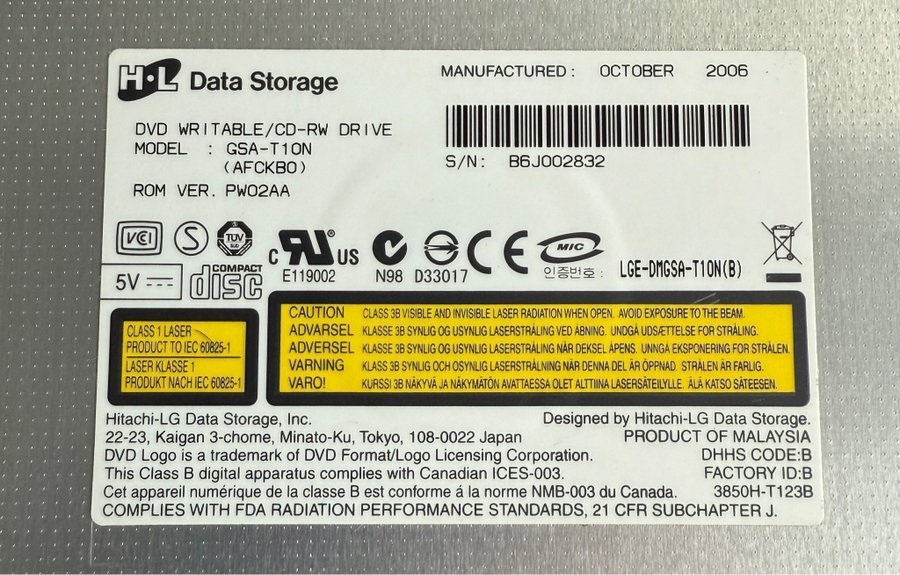 H·L Data Storage
MANUFACTURED : OCTOBER 2006
DVD WRITABLE/CD-RW DRIVE
MODEL : GSA-T10N
(AFCKB0)
ROM VER. PW02AA
S/N: B6J002832
VCI S TÜV SÜD
c RU ® US
E119002
N98
D33017
CE
MIC
인증번호 : LGE-DMGSA-T10N(B)
5V
COMPACT
disc
CLASS 1 LASER
PRODUCT TO IEC 60825-1
LASER KLASSE 1
PRODUKT NACH IEC 60825-1
CAUTION CLASS 3B VISIBLE AND INVISIBLE LASER RADIATION WHEN OPEN. AVOID EXPOSURE TO THE BEAM.
ADVARSEL KLASSE 3B SYNLIG OG USYNLIG LASERSTRÅLING VED ÅBNING. UNDGÅ UDSÆTTELSE FOR STRÅLING.
ADVERSEL KLASSE 3B SYNLIG OG USYNLIG LASERSTRÅLING NÅR DEKSEL ÅPENS. UNNGÅ EKSPONERING FOR STRÅLEN.
VARNING KLASS 3B SYNLIG OCH OSYNLIG LASERSTRÅLNING NÄR DENNA DEL ÄR ÖPPNAD. STRÅLEN ÄR FARLIG.
VARO! KURSSI 3B NÄKYVÄ JA NÄKYMÄTÖN AVATTAESSA OLET ALTTIINA LASERSÄTEILYLLE. ÄLÄ KATSO SÄTEESEN.
Hitachi-LG Data Storage, Inc.
22-23, Kaigan 3-chome, Minato-Ku, Tokyo, 108-0022 Japan
DVD Logo is a trademark of DVD Format/Logo Licensing Corporation.
This Class B digital apparatus complies with Canadian ICES-003.
Cet appareil numérique de la classe B est conforme á la norme NMB-003 du Canada.
COMPLIES WITH FDA RADIATION PERFORMANCE STANDARDS, 21 CFR SUBCHAPTER J.
Designed by Hitachi-LG Data Storage.
PRODUCT OF MALAYSIA
DHHS CODE:B
FACTORY ID:B
3850H-T123B